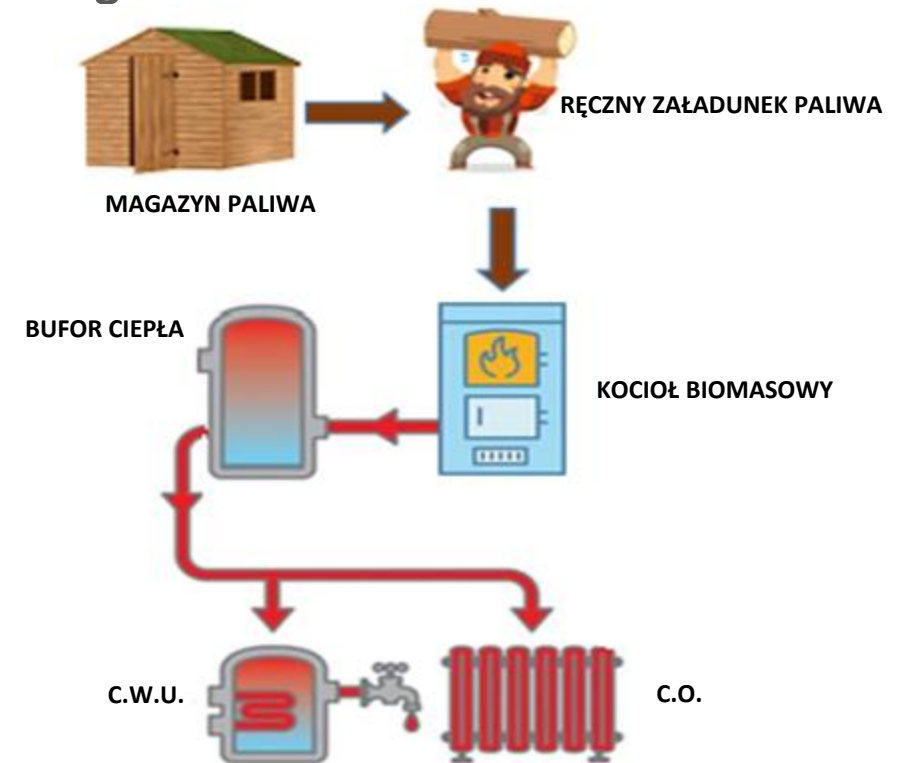 RĘCZNY ZAŁADUNEK PALIWA
MAGAZYN PALIWA
BUFOR CIEPŁA
KOCIOŁ BIOMASOWY
C.W.U.
C.O.